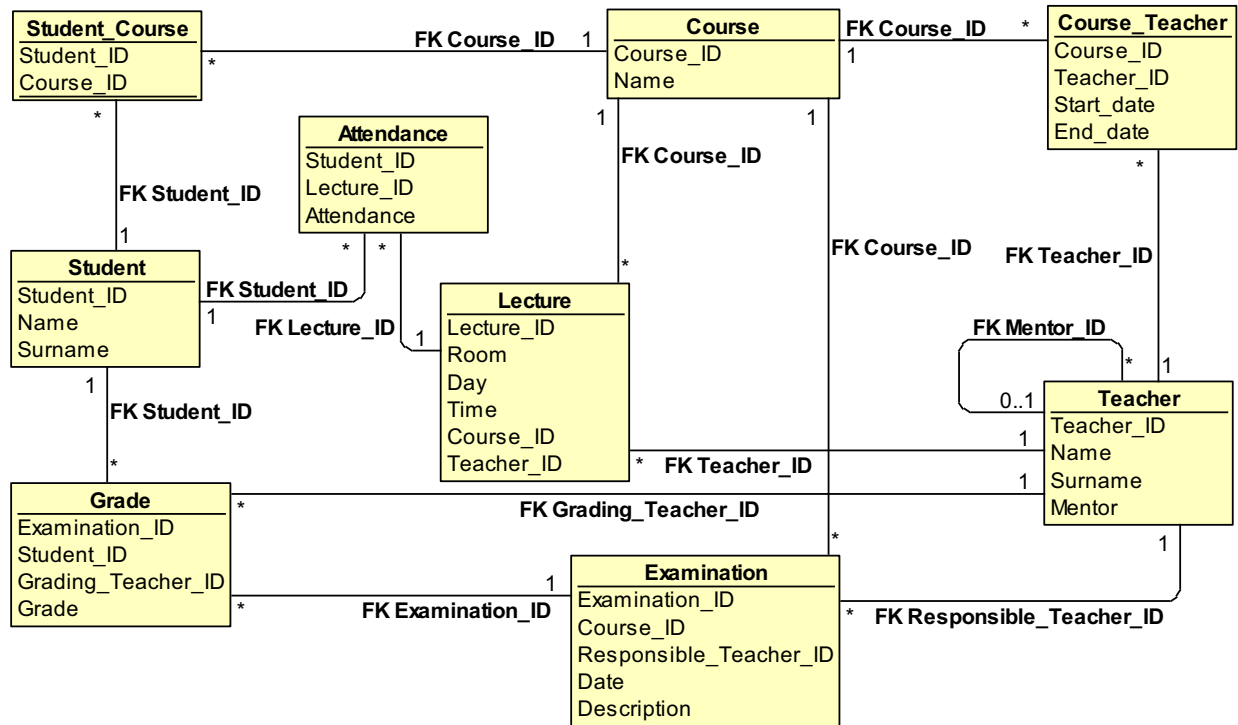 Student_Course
Student_ID
Course_ID
*
*
FK Course_ID
1
Course
Course_ID
Name
1
1
1
FK Course_ID
*
Course_Teacher
Course_ID
Teacher_ID
Start_date
End_date
*
Attendance
Student_ID
Lecture_ID
Attendance
*
*
FK Course_ID
FK Student_ID
1
Student
Student_ID
Name
Surname
1
1
FK Student_ID
FK Lecture_ID
1
*
Lecture
Lecture_ID
Room
Day
Time
Course_ID
Teacher_ID
*
FK Course_ID
FK Teacher_ID
FK Mentor_ID
*
0..1
1
Teacher
Teacher_ID
Name
Surname
Mentor
1
1
1
FK Teacher_ID
FK Student_ID
*
Grade
Examination_ID
Student_ID
Grading_Teacher_ID
Grade
*
*
FK Grading_Teacher_ID
FK Examination_ID
1
*
Examination
Examination_ID
Course_ID
Responsible_Teacher_ID
Date
Description
*
FK Responsible_Teacher_ID